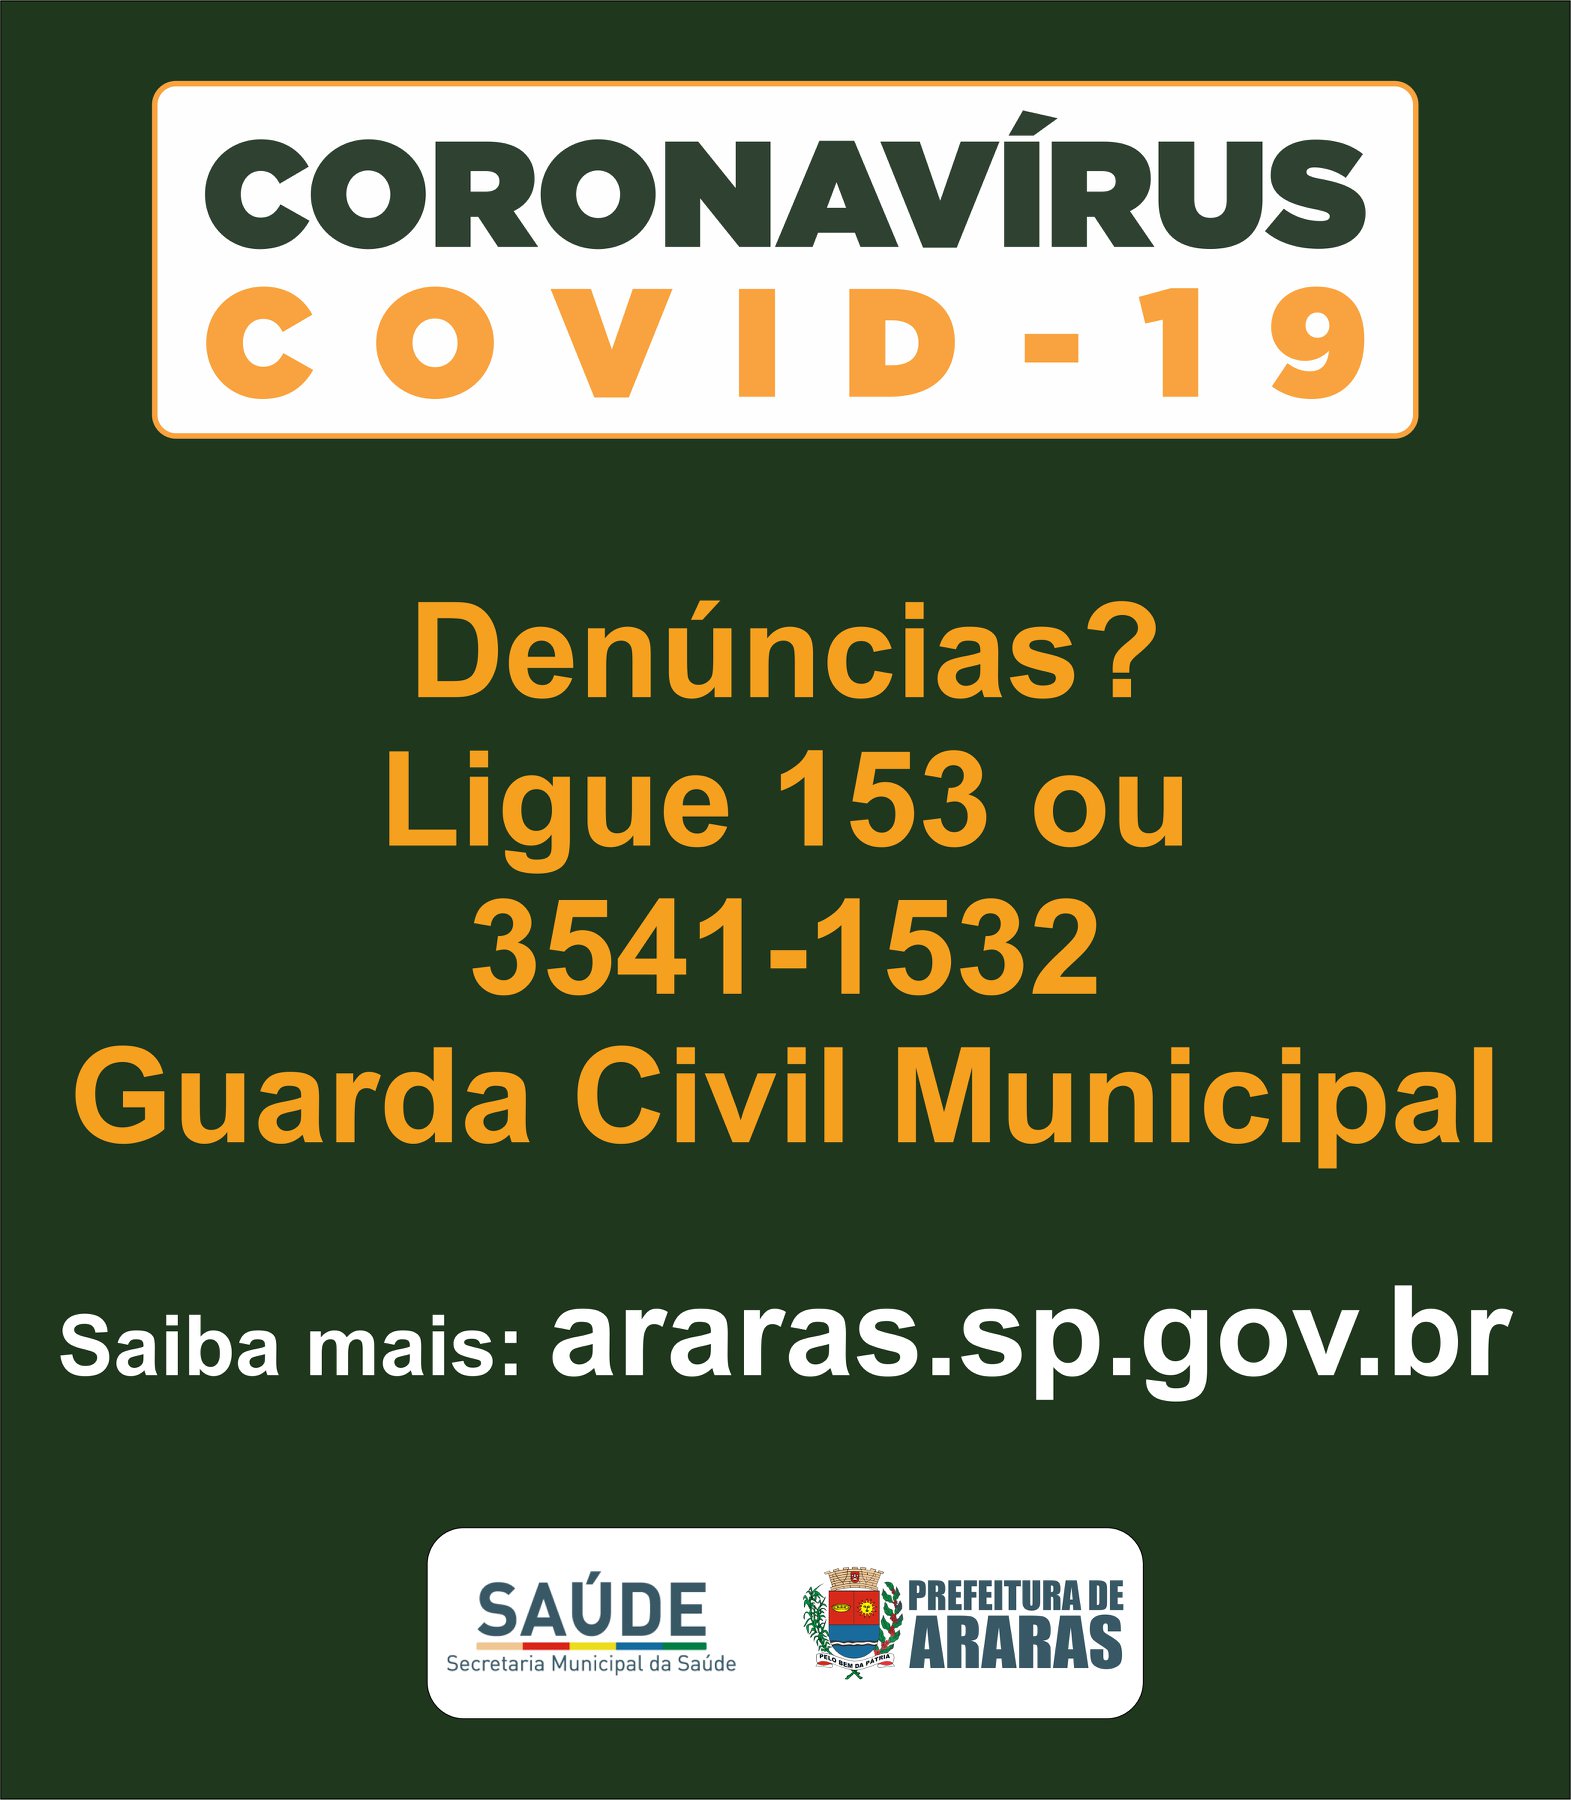 CORONAVÍRUS
COVID-19
Denúncias?
Ligue 153 ou
3541-1532
Guarda Civil Municipal
Saiba mais: araras.sp.gov.br
SAÚDE
Secretaria Municipal da Saúde
PREFEITURA DE
ARARAS
PELO BEM DA PATRIA